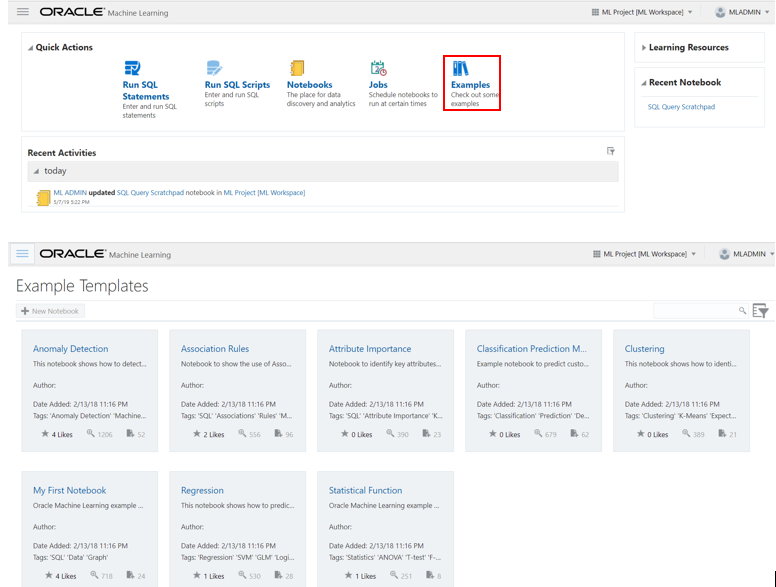 ORACLE® Machine Learning ML Project [ML Workspace] MLADMIN
Quick Actions
Run SQL Statements
Enter and run SQL statements
Run SQL Scripts
Enter and run SQL scripts
Notebooks
The place for data discovery and analytics
Jobs
Schedule notebooks to run at certain times
Examples
Check out some examples
Learning Resources
Recent Notebook
SQL Query Scratchpad
Recent Activities
today
ML ADMIN updated SQL Query Scratchpad notebook in ML Project [ML Workspace]
5/7/19 5:22 PM
ORACLE® Machine Learning ML Project [ML Workspace] MLADMIN
Example Templates
New Notebook
Anomaly Detection
This notebook shows how to detect...
Author:
Date Added: 2/13/18 11:16 PM
Tags: 'Anomaly Detection' 'Machine...
4 Likes 1206 52
Association Rules
Notebook to show the use of Asso...
Author:
Date Added: 2/13/18 11:16 PM
Tags: 'SQL' 'Associations' 'Rules' 'M...
2 Likes 556 96
Attribute Importance
Notebook to identify key attributes...
Author:
Date Added: 2/13/18 11:16 PM
Tags: 'SQL' 'Attribute Importance' 'K...
0 Likes 390 23
Classification Prediction M...
Example notebook to predict custo...
Author:
Date Added: 2/13/18 11:16 PM
Tags: 'Classification' 'Prediction' 'De...
0 Likes 679 62
Clustering
This notebook shows how to identi...
Author:
Date Added: 2/13/18 11:16 PM
Tags: 'Clustering' 'K-Means' 'Expect...
0 Likes 389 21
My First Notebook
Oracle Machine Learning example ...
Author:
Date Added: 2/13/18 11:16 PM
Tags: 'SQL' 'Data' 'Graph'
4 Likes 718 24
Regression
This notebook shows how to predic...
Author:
Date Added: 2/13/18 11:16 PM
Tags: 'Regression' 'SVM' 'GLM' 'Logi...
1 Likes 530 28
Statistical Function
Oracle Machine Learning example ...
Author:
Date Added: 2/13/18 11:16 PM
Tags: 'Statistics' 'ANOVA' 'T-test' 'F-...
1 Likes 251 8